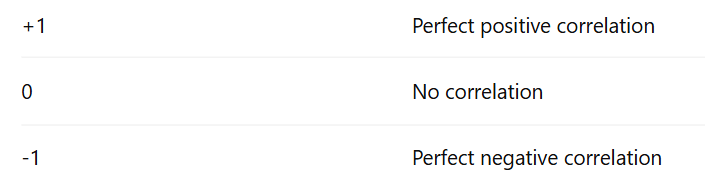 +1 Perfect positive correlation
0 No correlation
-1 Perfect negative correlation